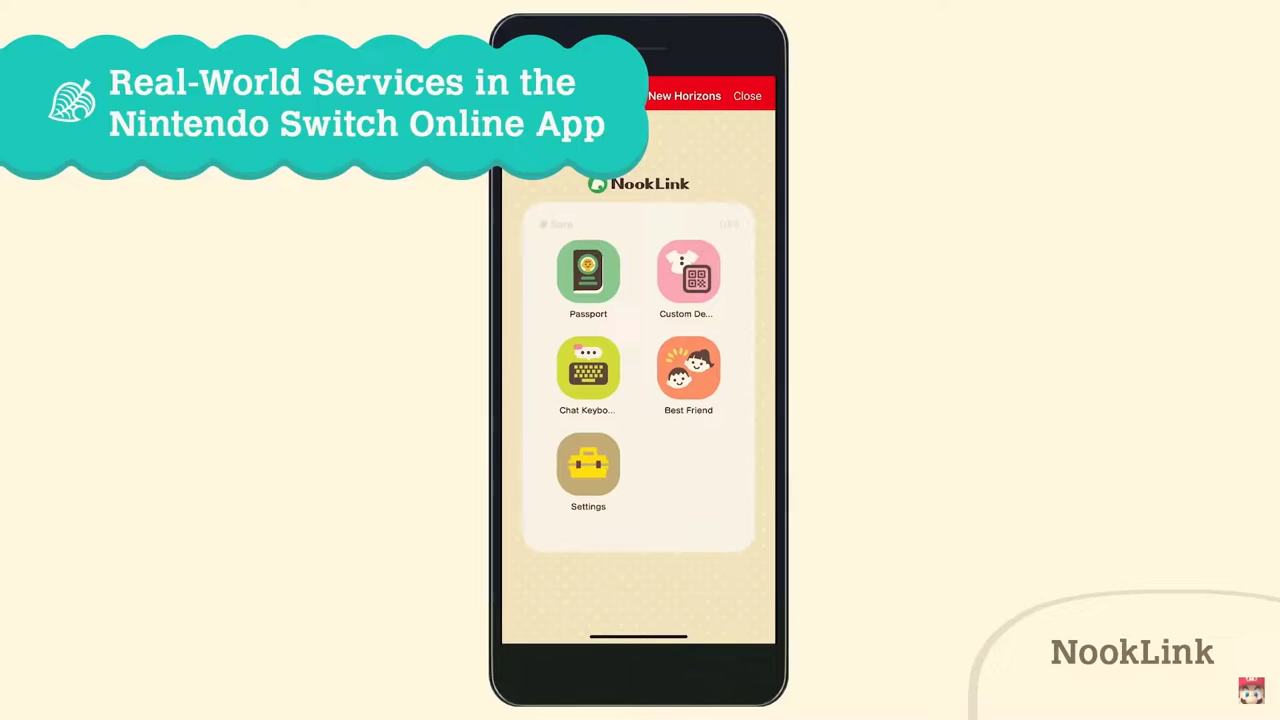 Real-World Services in the
Nintendo Switch Online App
New Horizons Close
NookLink
Sora
Passport
Custom De...
Chat Keybo...
Best Friend
Settings
NookLink